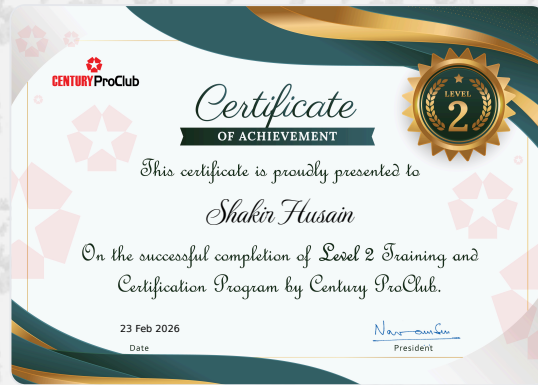 CENTURY ProClub
LEVEL
2
Certificate
OF ACHIEVEMENT
This certificate is proudly presented to
Shakir Husain
On the successful completion of Level 2 Training and
Certification Program by Century ProClub.
23 Feb 2026
Date
President